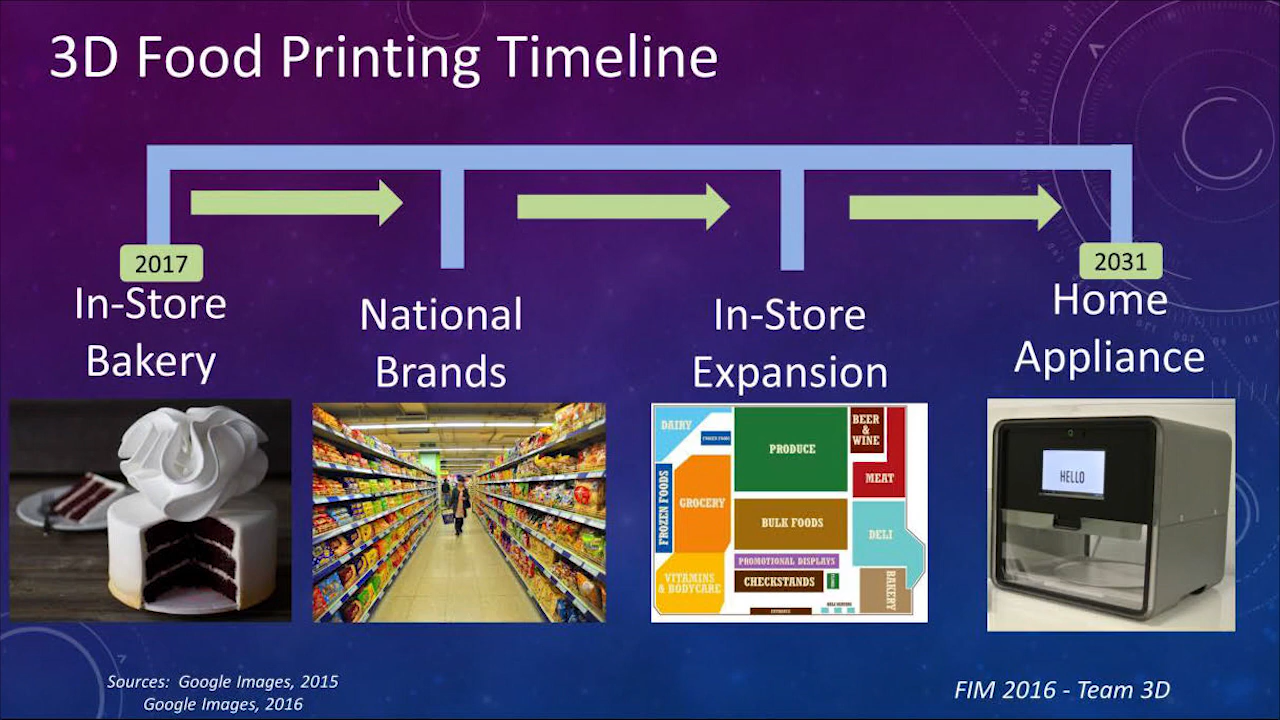 3D Food Printing Timeline
2017
2031
In-Store
Bakery
National
Brands
In-Store
Expansion
Home
Appliance
DAIRY
FROZEN FOODS
PRODUCE
BEER
&
WINE
MEAT
FROZEN FOODS
GROCERY
BULK FOODS
DELI
PROMOTIONAL DISPLAYS
VITAMINS
& BODYCARE
CHECKSTANDS
BAKERY
HELLO
Sources: Google Images, 2015
Google Images, 2016
FIM 2016 - Team 3D